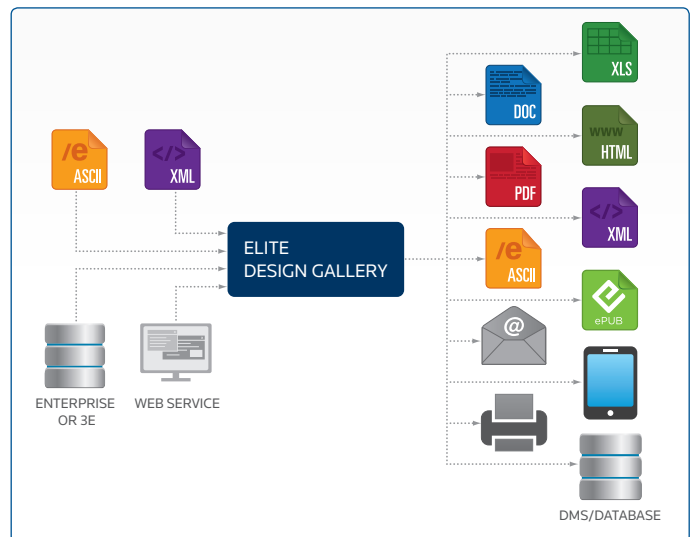 /e
ASCII
</>
XML
ENTERPRISE
OR 3E
WEB SERVICE
ELITE
DESIGN GALLERY
XLS
DOC
WWW
HTML
PDF
</>
XML
/e
ASCII
ePUB
@
DMS/DATABASE